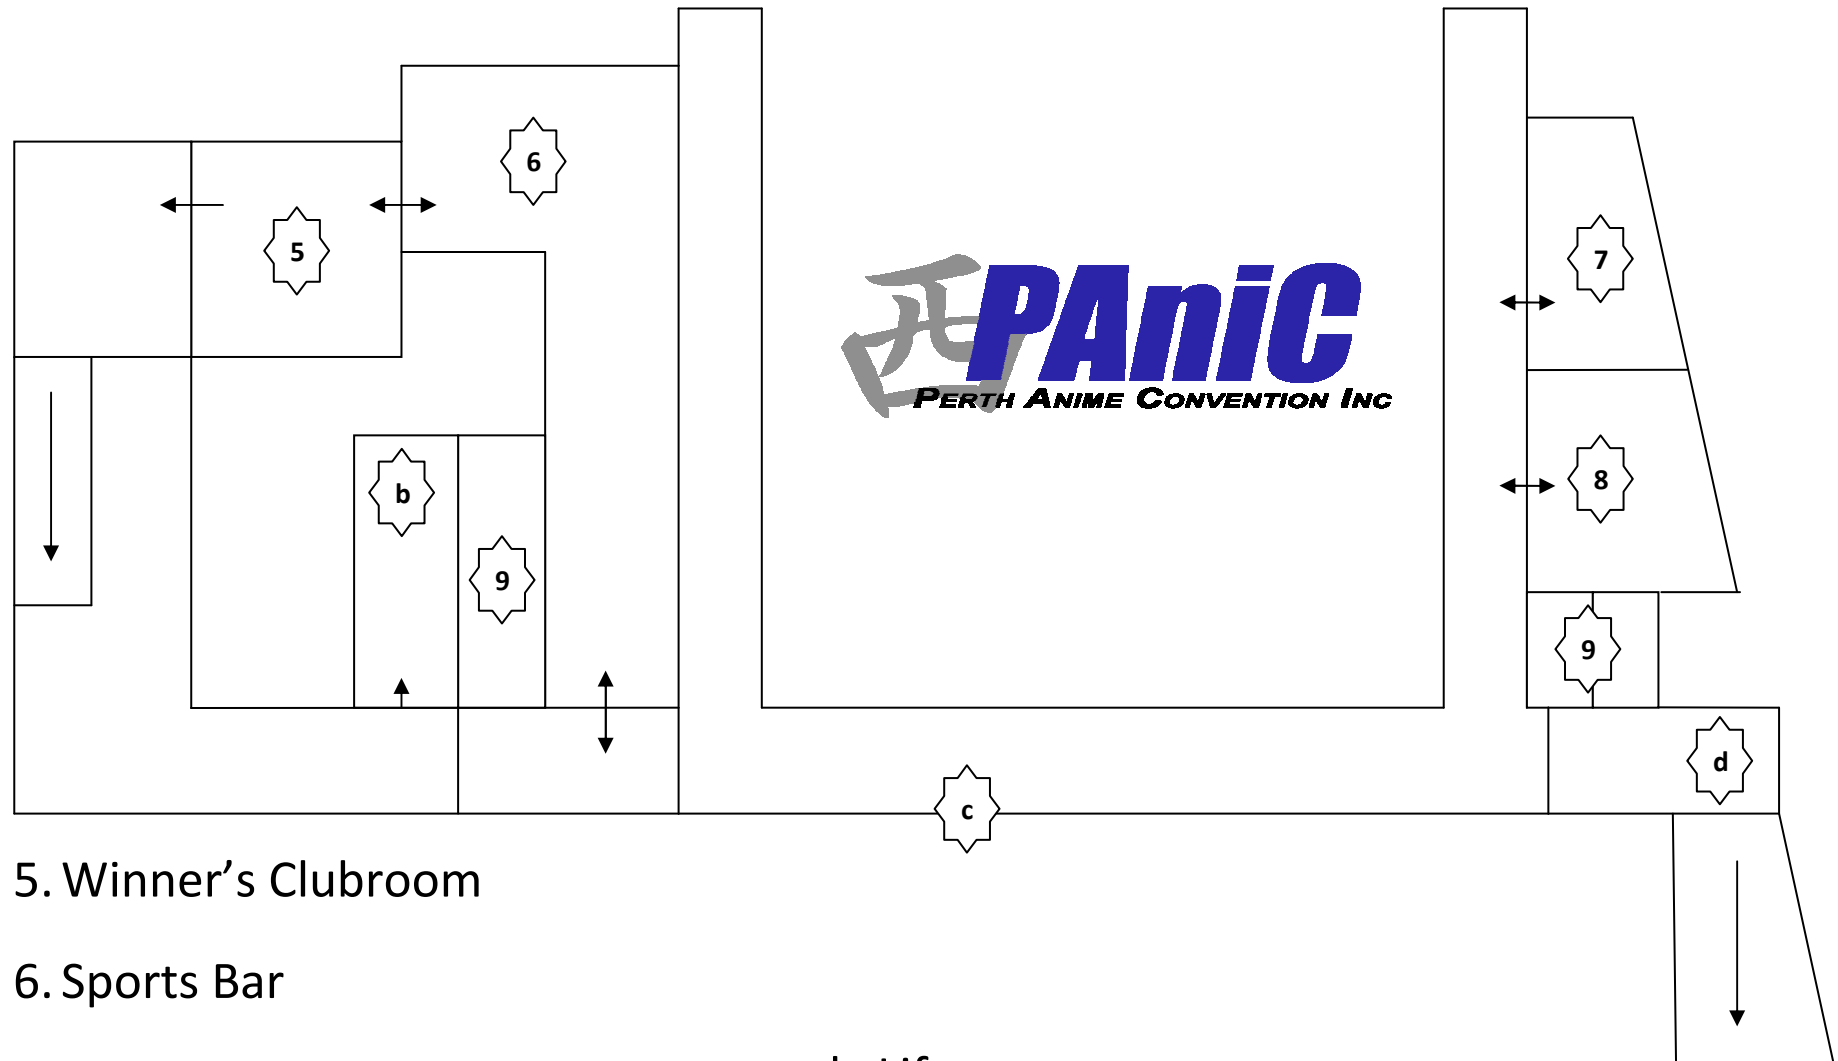 6
5
7
西
PAniC
PERTH ANIME CONVENTION INC
8
b
9
9
d
c
5. Winner’s Clubroom
6. Sports Bar